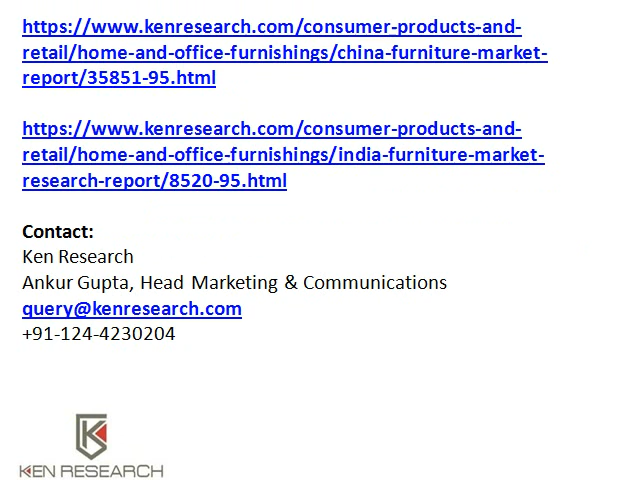 https://www.kenresearch.com/consumer-products-and-
retail/home-and-office-furnishings/china-furniture-market-
report/35851-95.html
https://www.kenresearch.com/consumer-products-and-
retail/home-and-office-furnishings/india-furniture-market-
research-report/8520-95.html
Contact:
Ken Research
Ankur Gupta, Head Marketing & Communications
query@kenresearch.com
+91-124-4230204
KEN RESEARCH